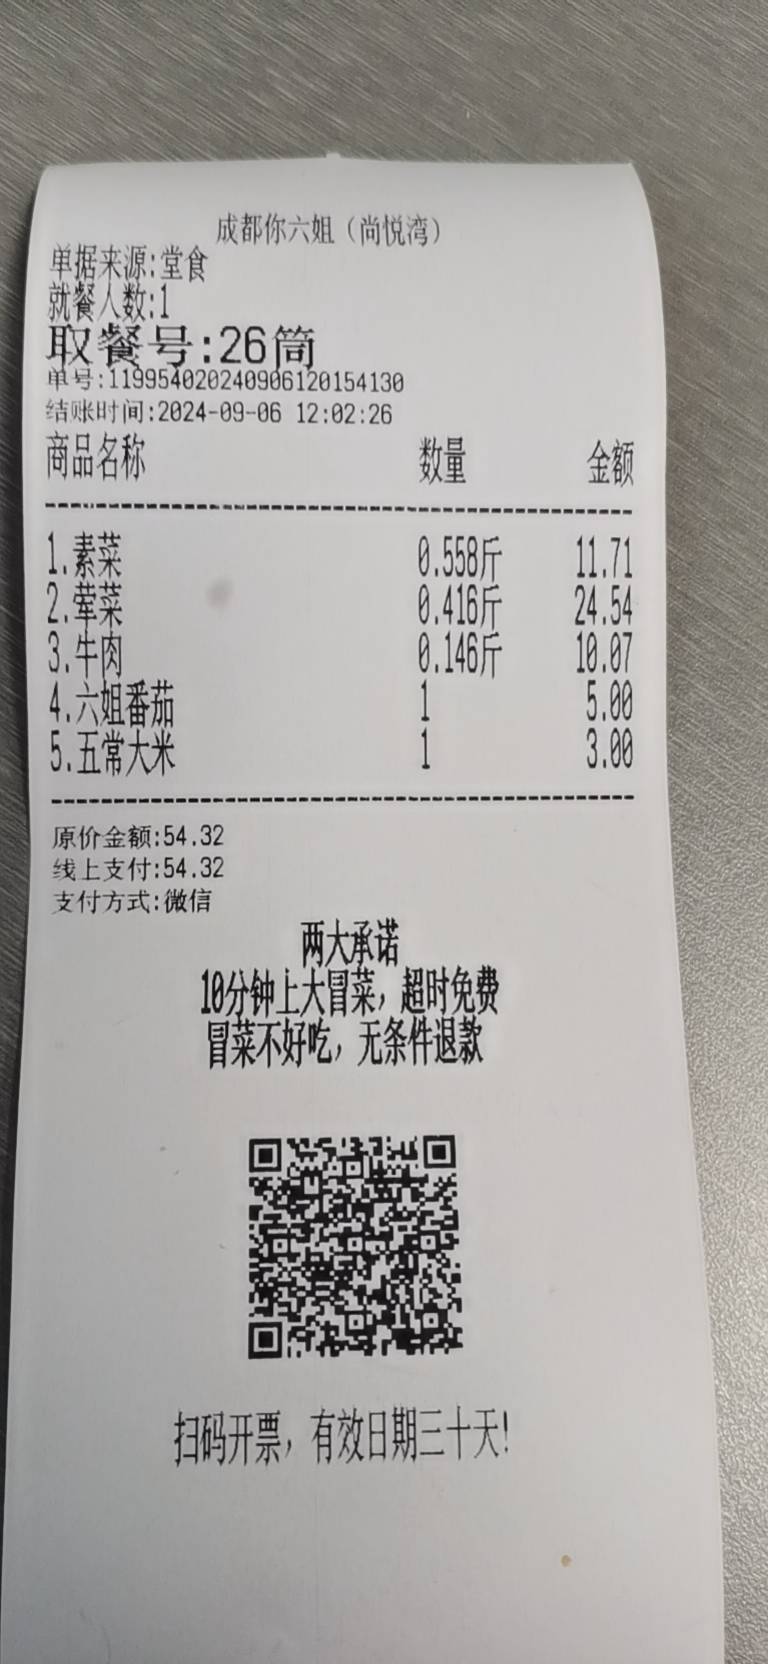 成都你六姐（尚悦湾）
单据来源:堂食
就餐人数:1
取餐号:26筒
单号:119954020240906120154130
结账时间:2024-09-06 12:02:26
商品名称 数量 金额
1.素菜 0.558斤 11.71
2.荤菜 0.416斤 24.54
3.牛肉 0.146斤 10.07
4.六姐番茄 1 5.00
5.五常大米 1 3.00
原价金额:54.32
线上支付:54.32
支付方式:微信
两大承诺
10分钟上大冒菜，超时免费
冒菜不好吃，无条件退款
扫码开票，有效日期三十天!